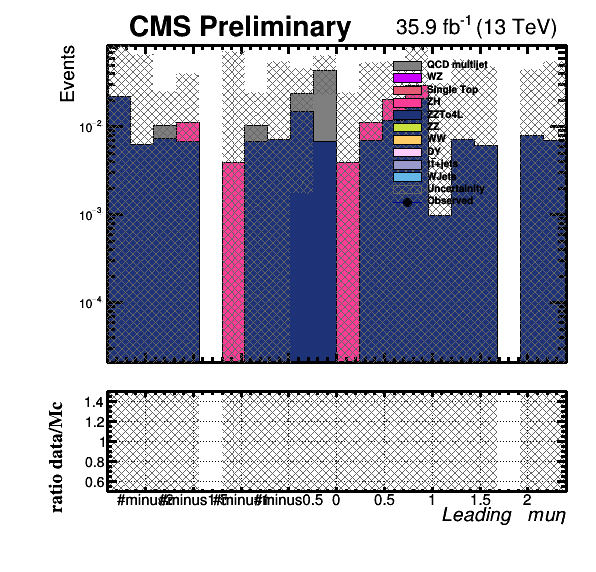 CMS Preliminary 35.9 fb⁻¹ (13 TeV)
Events
10⁻²
10⁻³
10⁻⁴
QCD multijet
WZ
Single Top
ZH
ZZTo4L
ZZ
WW
DY
tt+jets
WJets
Uncertainity
Observed
ratio data/Mc
1.4
1.2
1
0.8
0.6
#minus2 #minus1.5 #minus1 #minus0.5 0 0.5 1 1.5 2
Leading muη